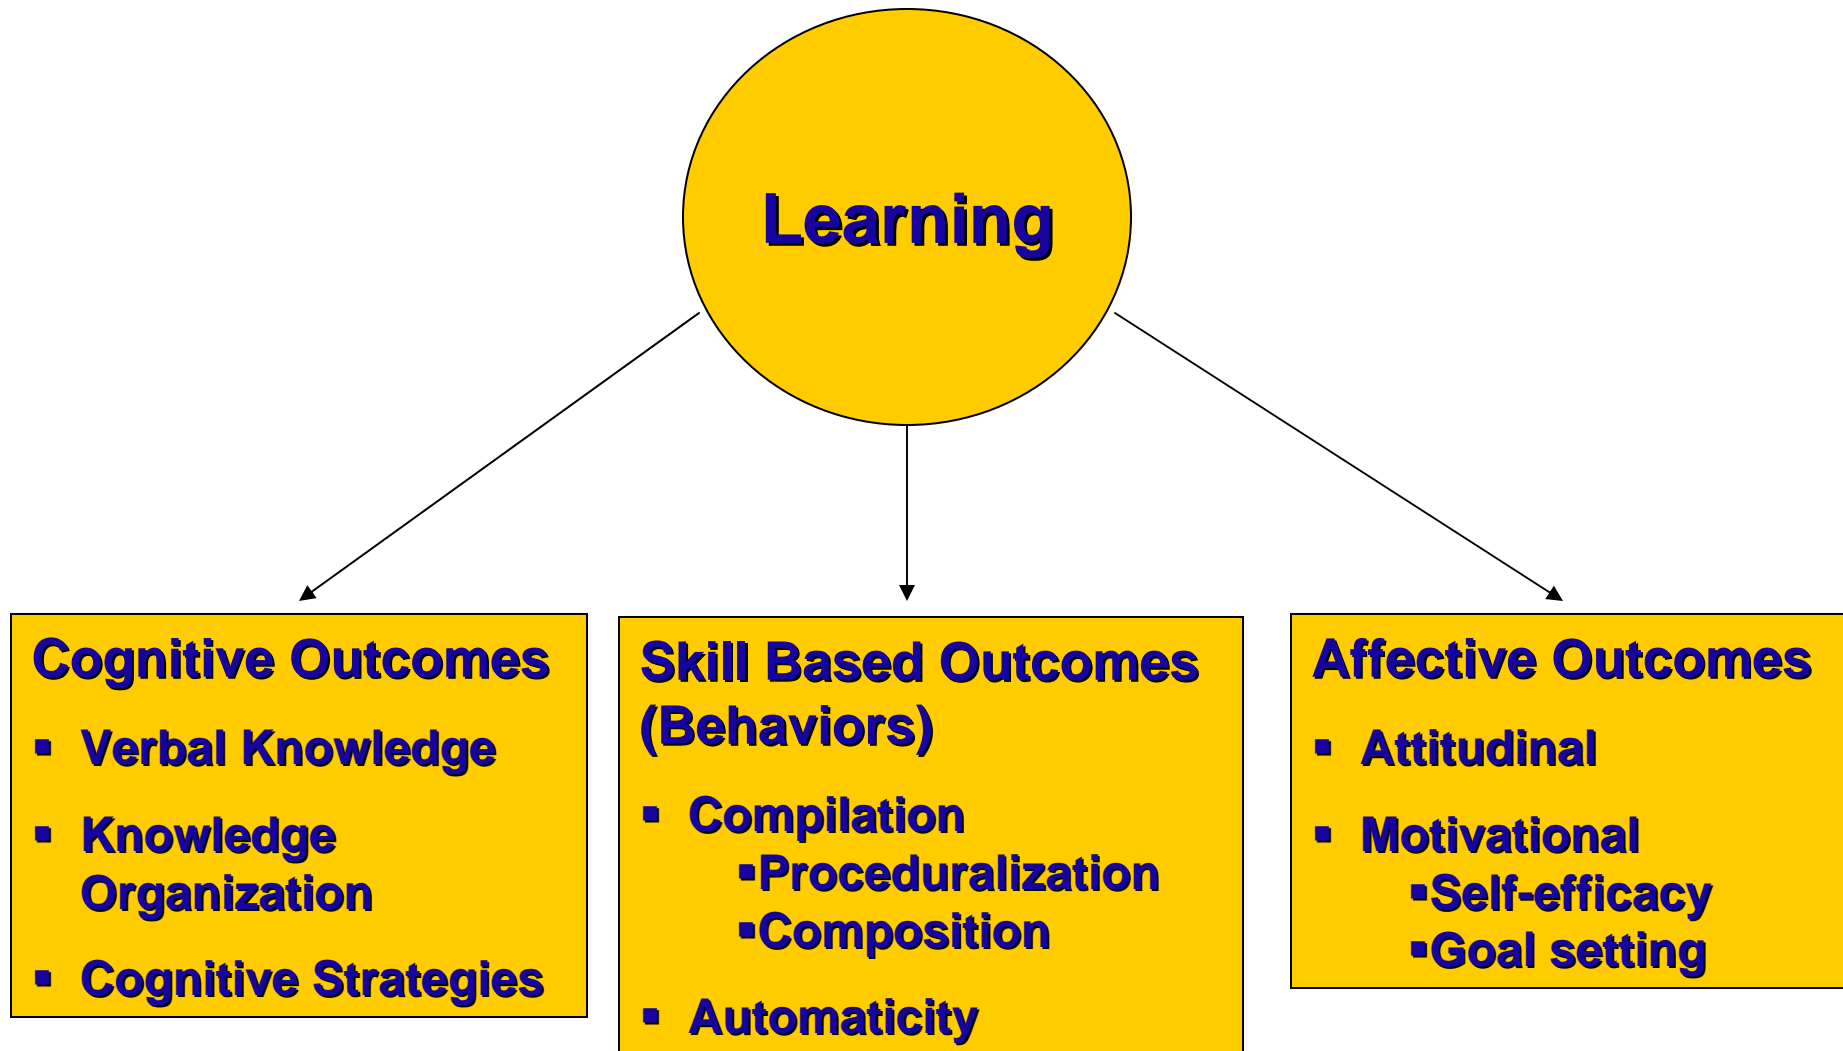 Learning
Cognitive Outcomes
▪ Verbal Knowledge
▪ Knowledge
Organization
▪ Cognitive Strategies
Skill Based Outcomes
(Behaviors)
▪ Compilation
▪Proceduralization
▪Composition
▪ Automaticity
Affective Outcomes
▪ Attitudinal
▪ Motivational
▪Self-efficacy
▪Goal setting